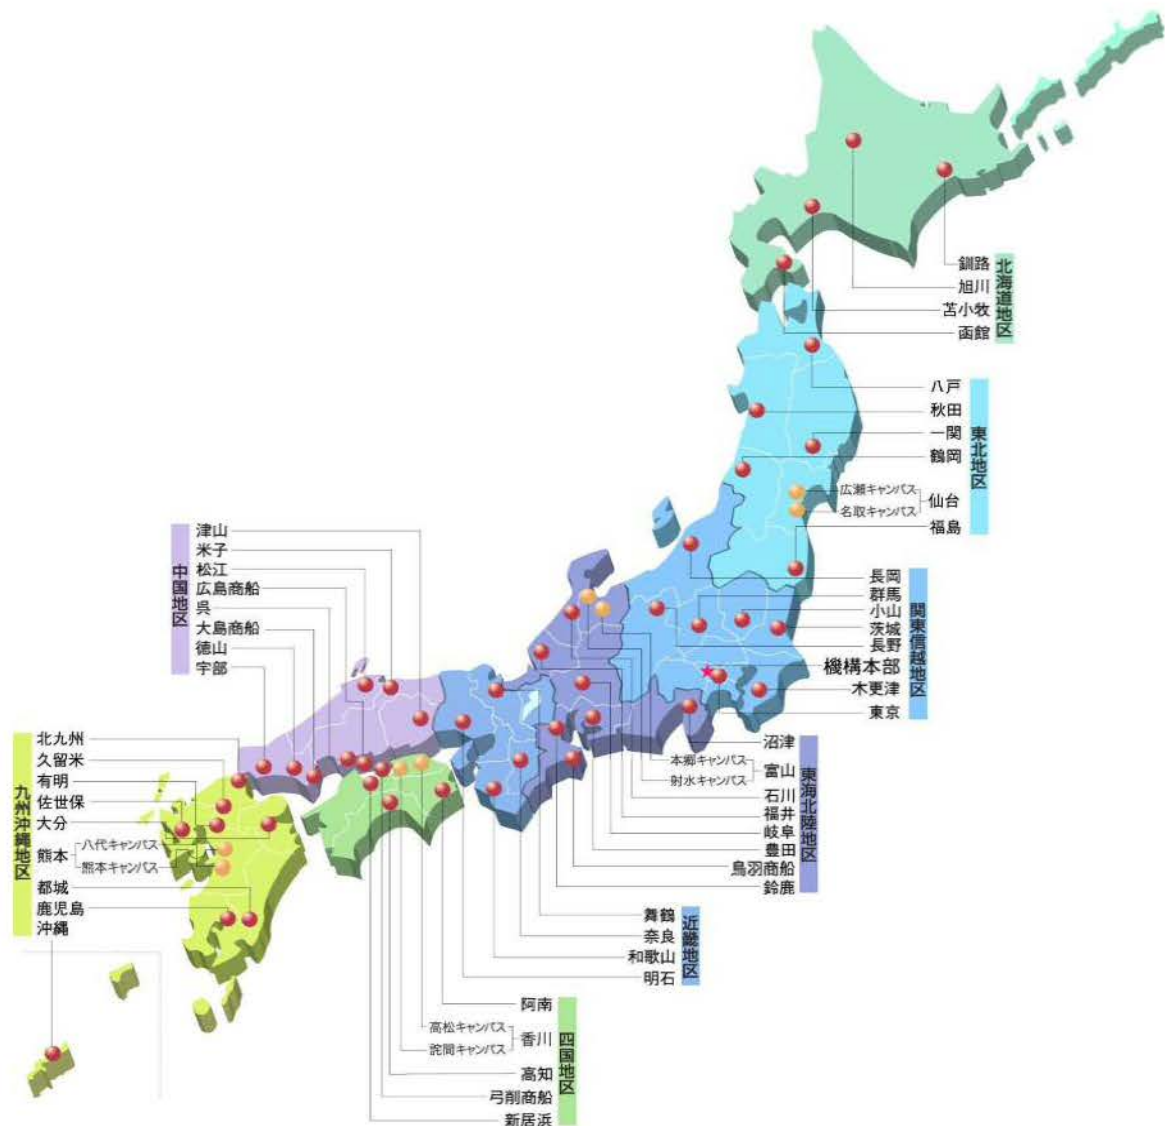 釧路
旭川
苫小牧
函館
北海道地区
八戸
秋田
一関
鶴岡
広瀬キャンパス
名取キャンパス
仙台
福島
東北地区
長岡
群馬
小山
茨城
長野
機構本部
木更津
東京
関東信越地区
沼津
本郷キャンパス
射水キャンパス
富山
石川
福井
岐阜
豊田
鳥羽商船
鈴鹿
東海北陸地区
舞鶴
奈良
和歌山
明石
近畿地区
中国地区
津山
米子
松江
広島商船
呉
大島商船
徳山
宇部
阿南
高松キャンパス
詫間キャンパス
香川
高知
弓削商船
新居浜
四国地区
九州沖縄地区
北九州
久留米
有明
佐世保
大分
熊本
八代キャンパス
熊本キャンパス
都城
鹿児島
沖縄